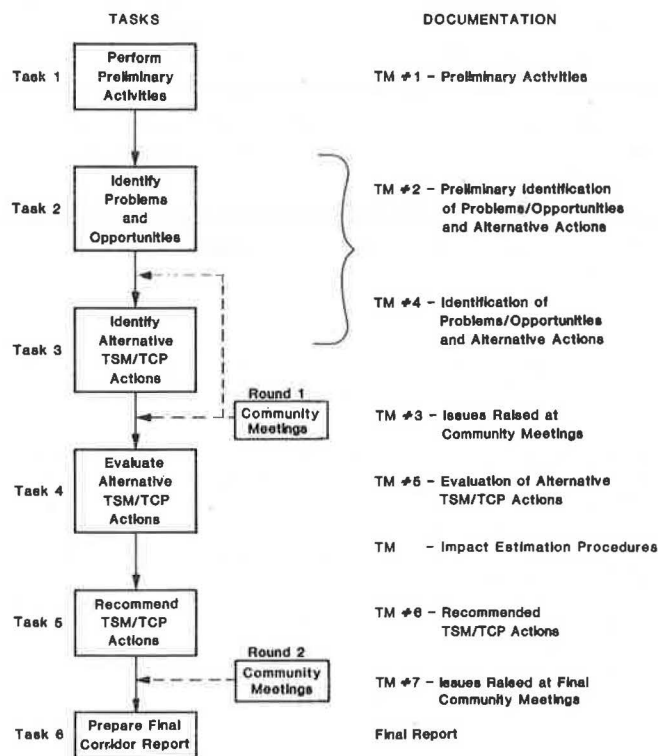 TASKS
DOCUMENTATION
Task 1
Perform
Preliminary
Activities
TM #1 - Preliminary Activities
Task 2
Identify
Problems
and
Opportunities
TM #2 - Preliminary Identification
of Problems/Opportunities
and Alternative Actions
Task 3
Identify
Alternative
TSM/TCP
Actions
TM #4 - Identification of
Problems/Opportunities
and Alternative Actions
Round 1
Community
Meetings
TM #3 - Issues Raised at
Community Meetings
Task 4
Evaluate
Alternative
TSM/TCP
Actions
TM #5 - Evaluation of Alternative
TSM/TCP Actions
TM - Impact Estimation Procedures
Task 5
Recommend
TSM/TCP
Actions
TM #6 - Recommended
TSM/TCP Actions
Round 2
Community
Meetings
TM #7 - Issues Raised at Final
Community Meetings
Task 6
Prepare Final
Corridor Report
Final Report